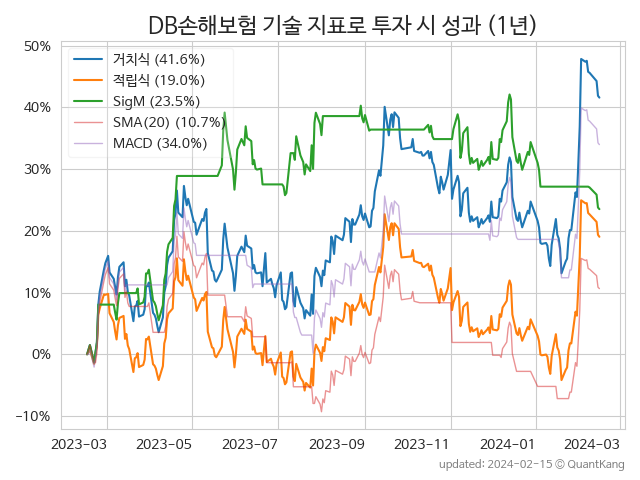 DB손해보험 기술 지표로 투자 시 성과 (1년)
50%
40%
30%
20%
10%
0%
−10%
거치식 (41.6%)
적립식 (19.0%)
SigM (23.5%)
SMA(20) (10.7%)
MACD (34.0%)
2023-03 2023-05 2023-07 2023-09 2023-11 2024-01 2024-03
updated: 2024-02-15 © QuantKang